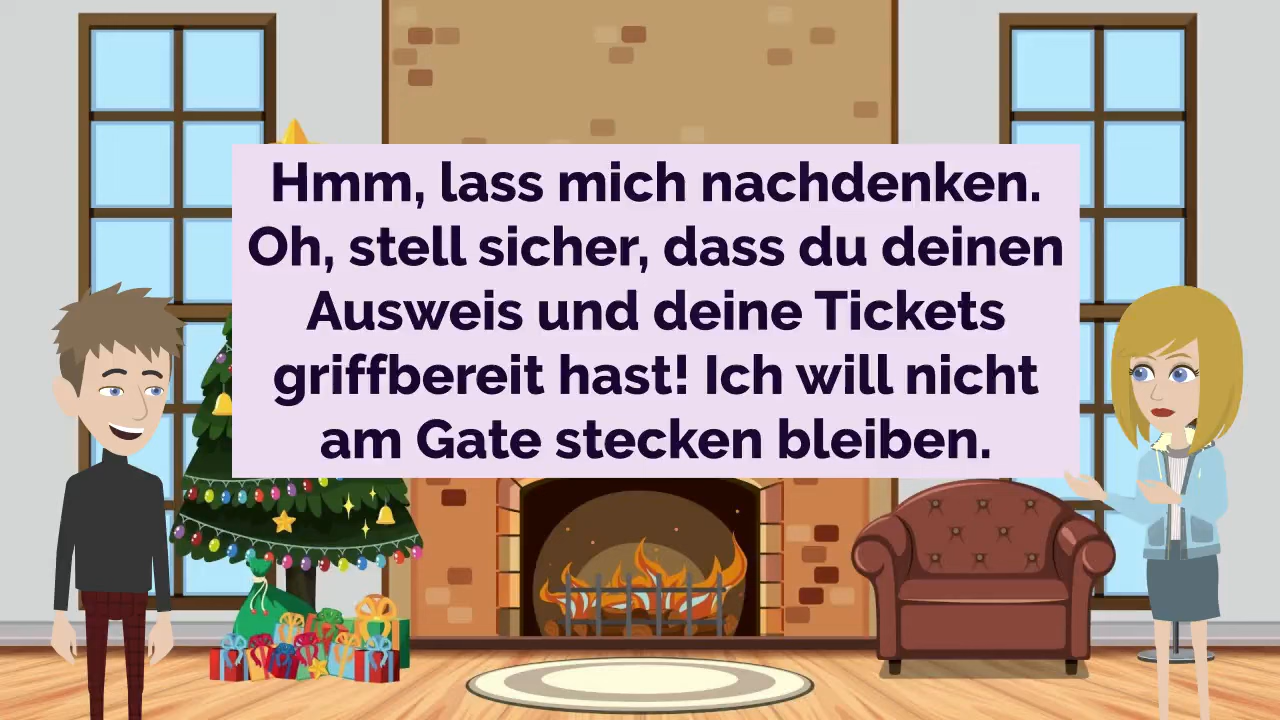 Hmm, lass mich nachdenken.
Oh, stell sicher, dass du deinen
Ausweis und deine Tickets
griffbereit hast! Ich will nicht
am Gate stecken bleiben.